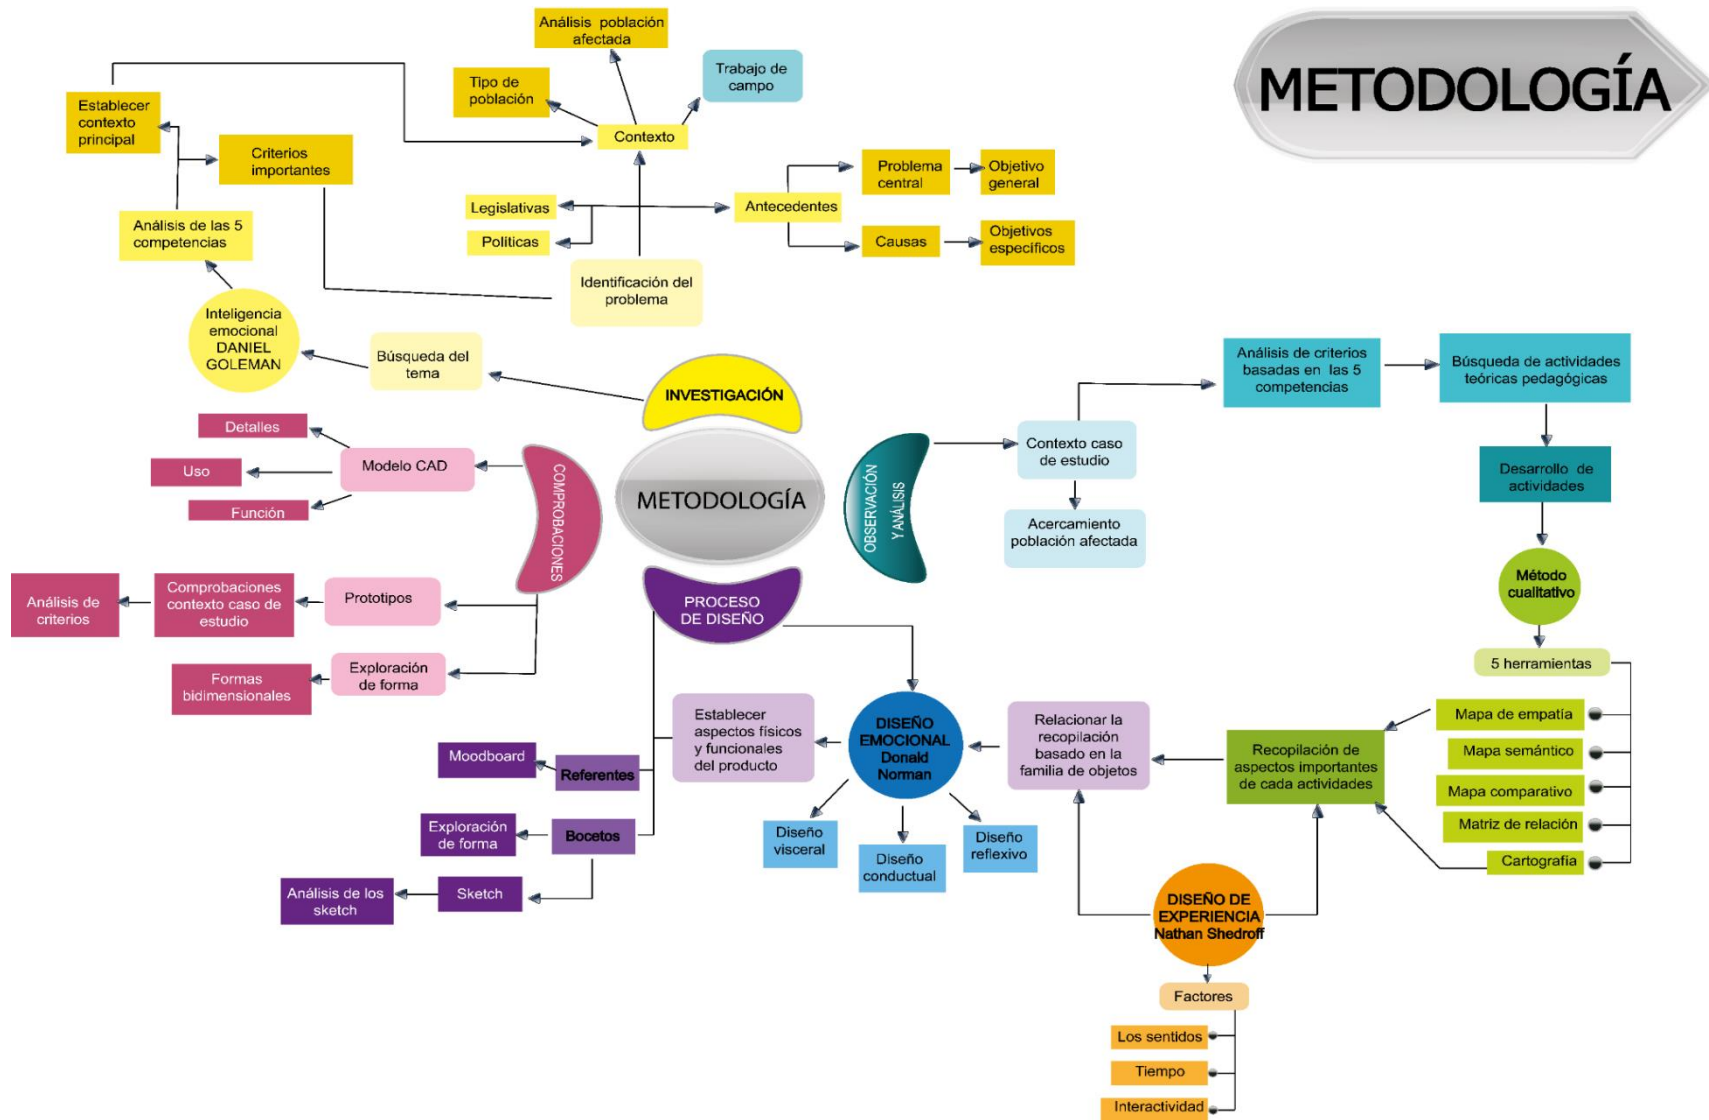 METODOLOGÍA
Análisis población
afectada
Trabajo de
campo
Tipo de
población
Establecer
contexto
principal
Contexto
Criterios
importantes
Problema
central
Objetivo
general
Legislativas
Antecedentes
Análisis de las 5
competencias
Políticas
Causas
Objetivos
específicos
Identificación del
problema
Inteligencia
emocional
DANIEL
GOLEMAN
Búsqueda del
tema
INVESTIGACIÓN
Análisis de criterios
basadas en las 5
competencias
Búsqueda de actividades
teóricas pedagógicas
Detalles
Modelo CAD
Uso
Función
COMPROBACIONES
METODOLOGÍA
OBSERVACIÓN
Y ANÁLISIS
Contexto caso
de estudio
Desarrollo de
actividades
Acercamiento
población afectada
Método
cualitativo
Análisis de
criterios
Comprobaciones
contexto caso de
estudio
Prototipos
PROCESO
DE DISEÑO
Formas
bidimensionales
Exploración
de forma
5 herramientas
Establecer
aspectos físicos
y funcionales
del producto
DISEÑO
EMOCIONAL
Donald
Norman
Relacionar la
recopilación
basado en la
familia de objetos
Recopilación de
aspectos importantes
de cada actividades
Mapa de empatía
Mapa semántico
Mapa comparativo
Matriz de relación
Cartografía
Moodboard
Referentes
Exploración
de forma
Bocetos
Diseño
visceral
Diseño
conductual
Diseño
reflexivo
Análisis de los
sketch
Sketch
DISEÑO DE
EXPERIENCIA
Nathan Shedroff
Factores
Los sentidos
Tiempo
Interactividad